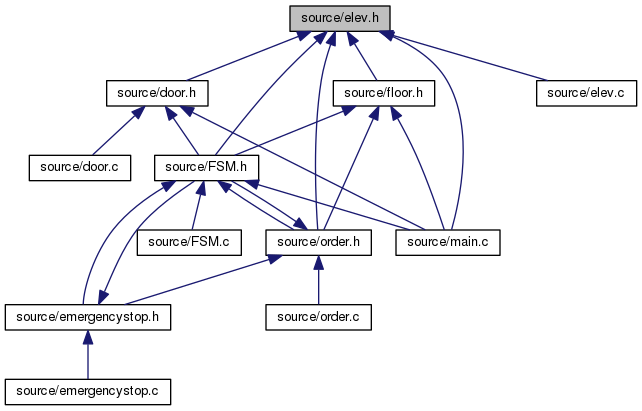 source/elev.h
source/door.h
source/floor.h
source/elev.c
source/door.c
source/FSM.h
source/FSM.c
source/order.h
source/main.c
source/emergencystop.h
source/order.c
source/emergencystop.c